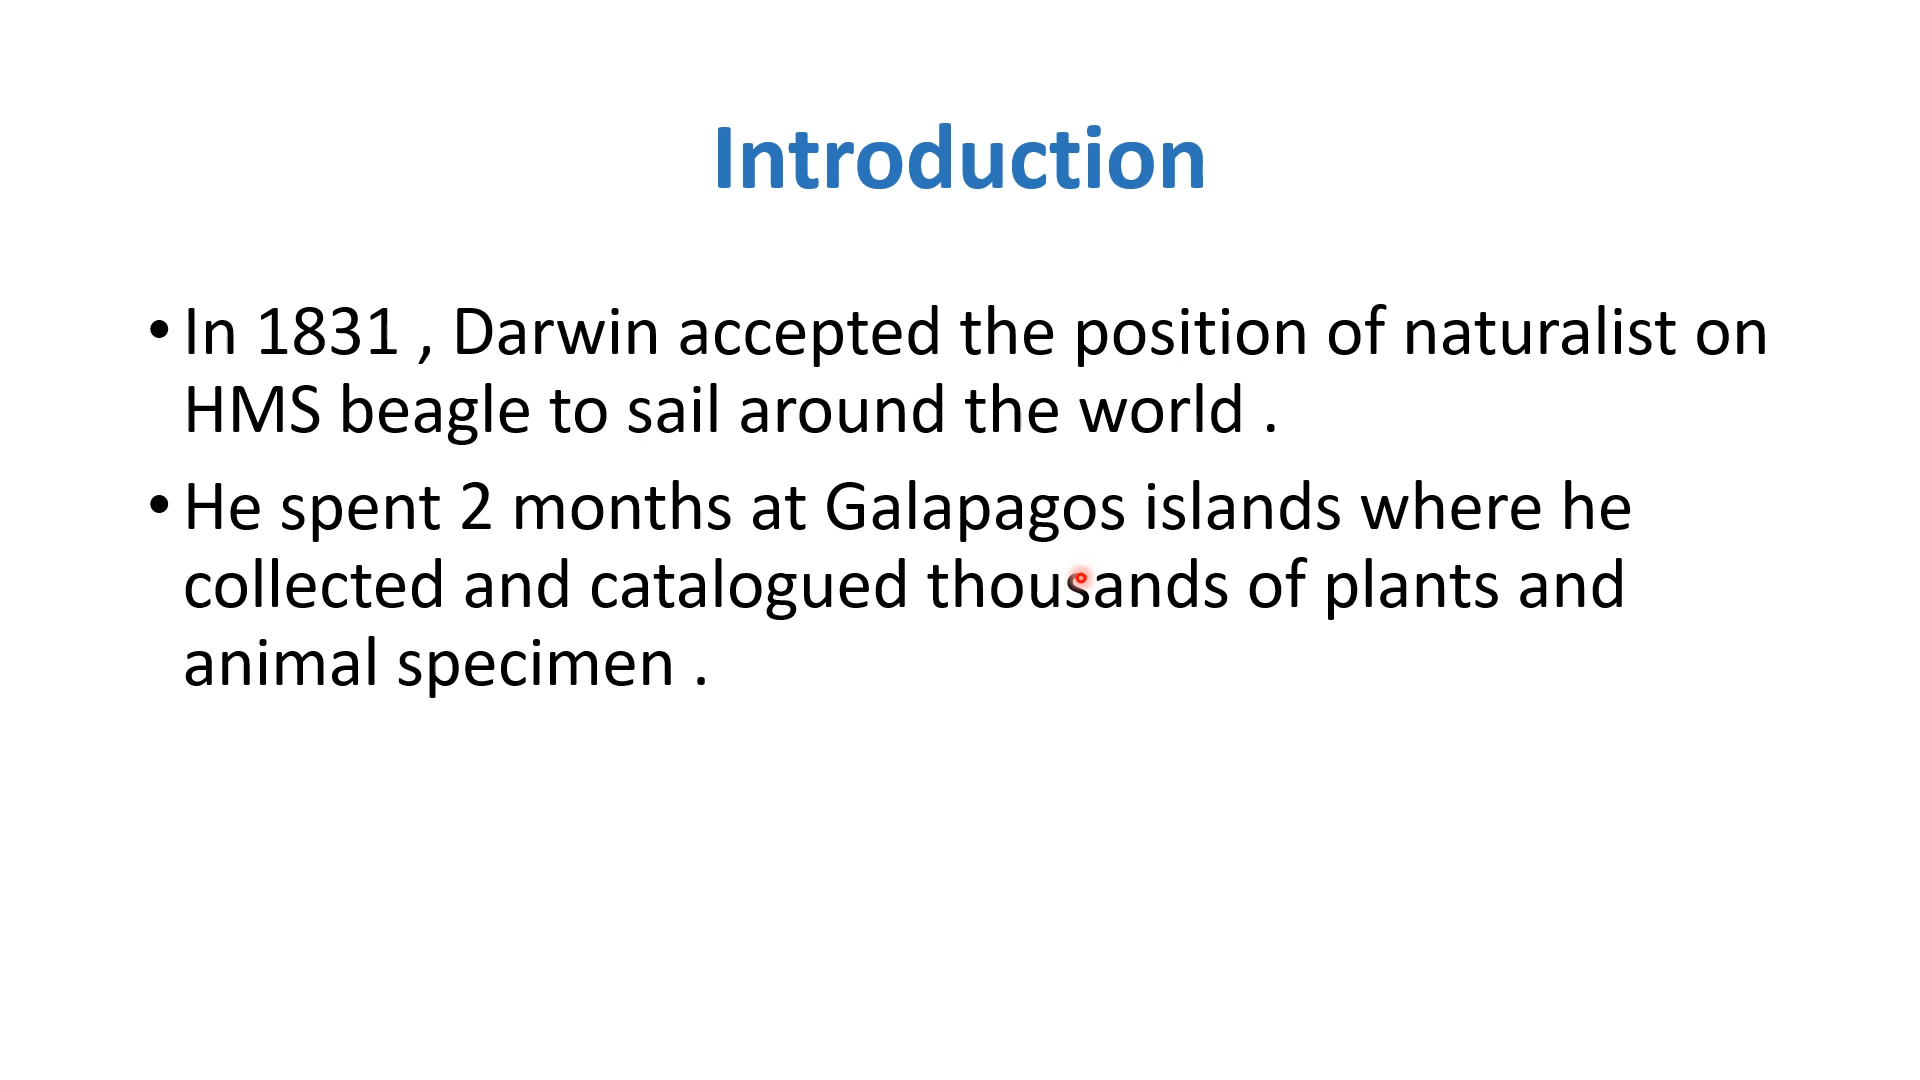 Introduction
• In 1831 , Darwin accepted the position of naturalist on
HMS beagle to sail around the world .
• He spent 2 months at Galapagos islands where he
collected and catalogued thousands of plants and
animal specimen .